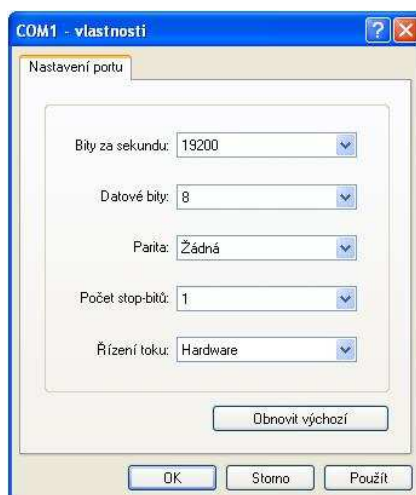 COM1 - vlastnosti
Nastavení portu
Bity za sekundu: 19200
Datové bity: 8
Parita: Žádná
Počet stop-bitů: 1
Řízení toku: Hardware
Obnovit výchozí
OK Storno Použít